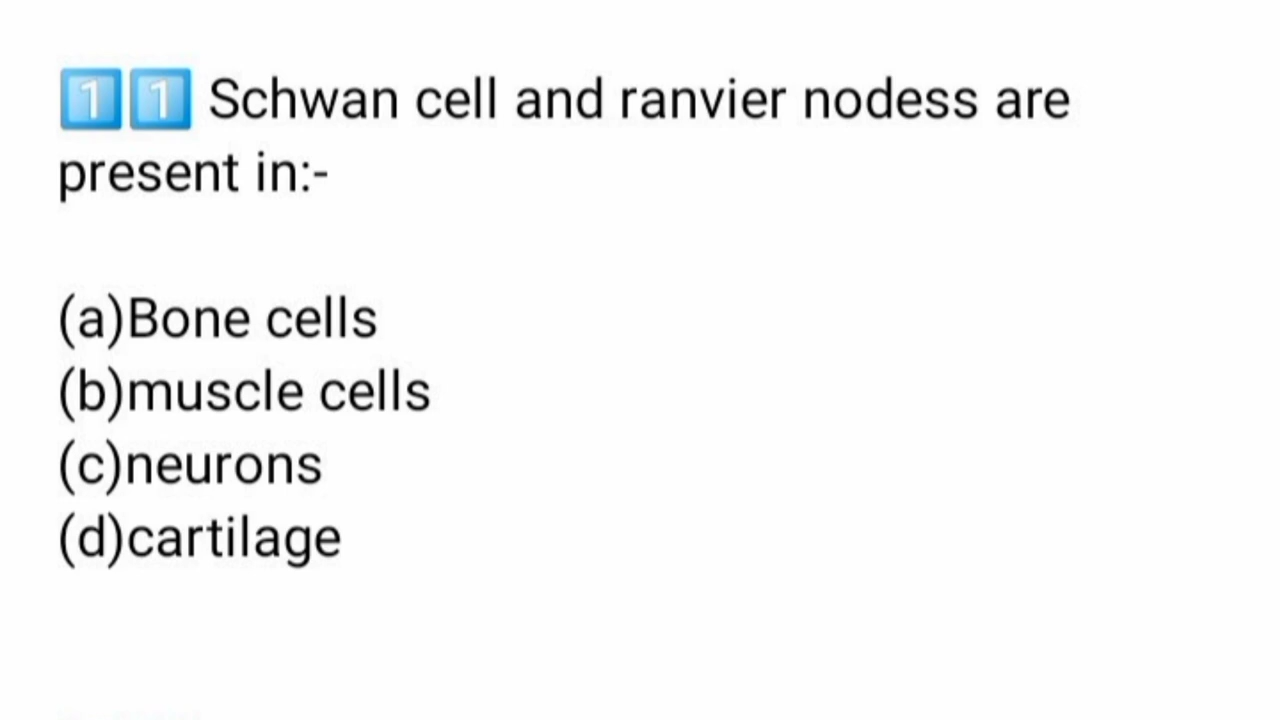 1️⃣1️⃣ Schwan cell and ranvier nodess are
present in:-
(a)Bone cells
(b)muscle cells
(c)neurons
(d)cartilage